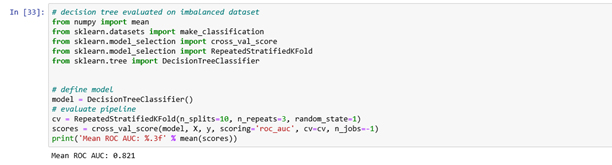 In [33]: # decision tree evaluated on imbalanced dataset
from numpy import mean
from sklearn.datasets import make_classification
from sklearn.model_selection import cross_val_score
from sklearn.model_selection import RepeatedStratifiedKFold
from sklearn.tree import DecisionTreeClassifier
# define model
model = DecisionTreeClassifier()
# evaluate pipeline
cv = RepeatedStratifiedKFold(n_splits=10, n_repeats=3, random_state=1)
scores = cross_val_score(model, X, y, scoring='roc_auc', cv=cv, n_jobs=-1)
print('Mean ROC AUC: %.3f' % mean(scores))
Mean ROC AUC: 0.821